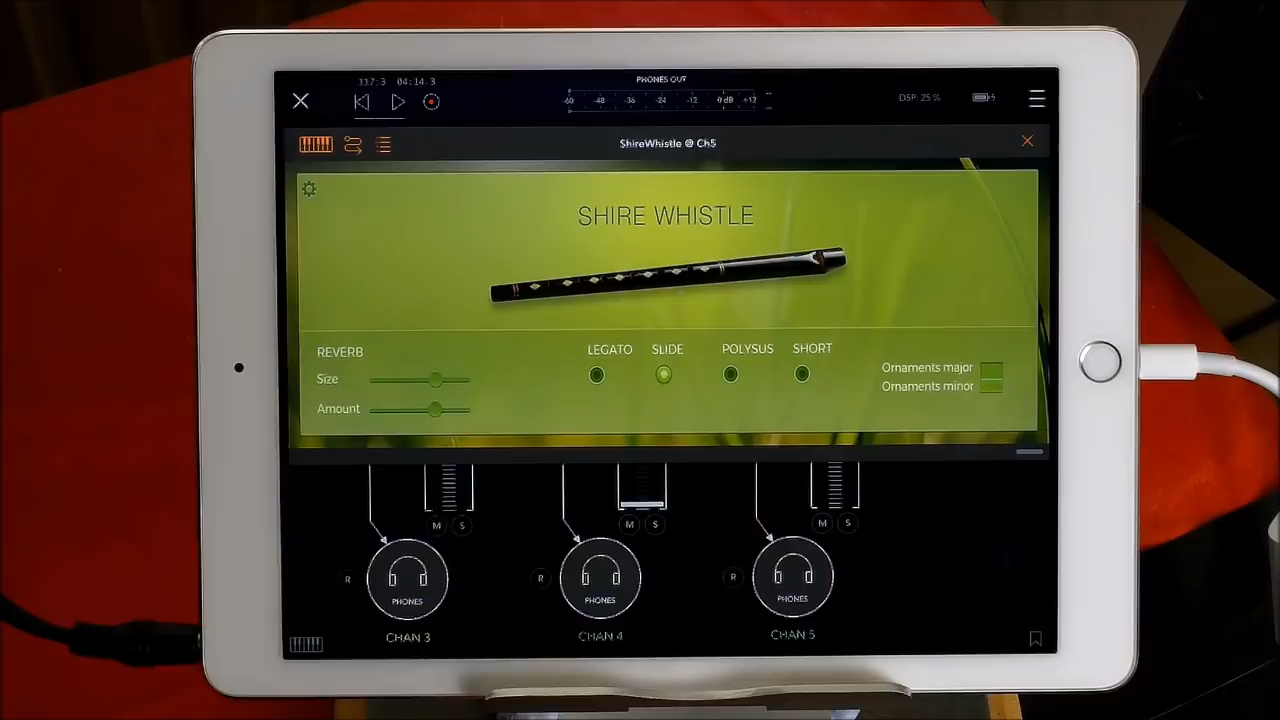 117:3 04:14.3
PHONES OUT
-60 -48 -36 -24 -12 0 dB +12
DSP: 25 %
ShireWhistle @ Ch5
SHIRE WHISTLE
REVERB
Size
Amount
LEGATO SLIDE POLYSUS SHORT
Ornaments major
Ornaments minor
M S M S M S
R R R
PHONES PHONES PHONES
CHAN 3 CHAN 4 CHAN 5